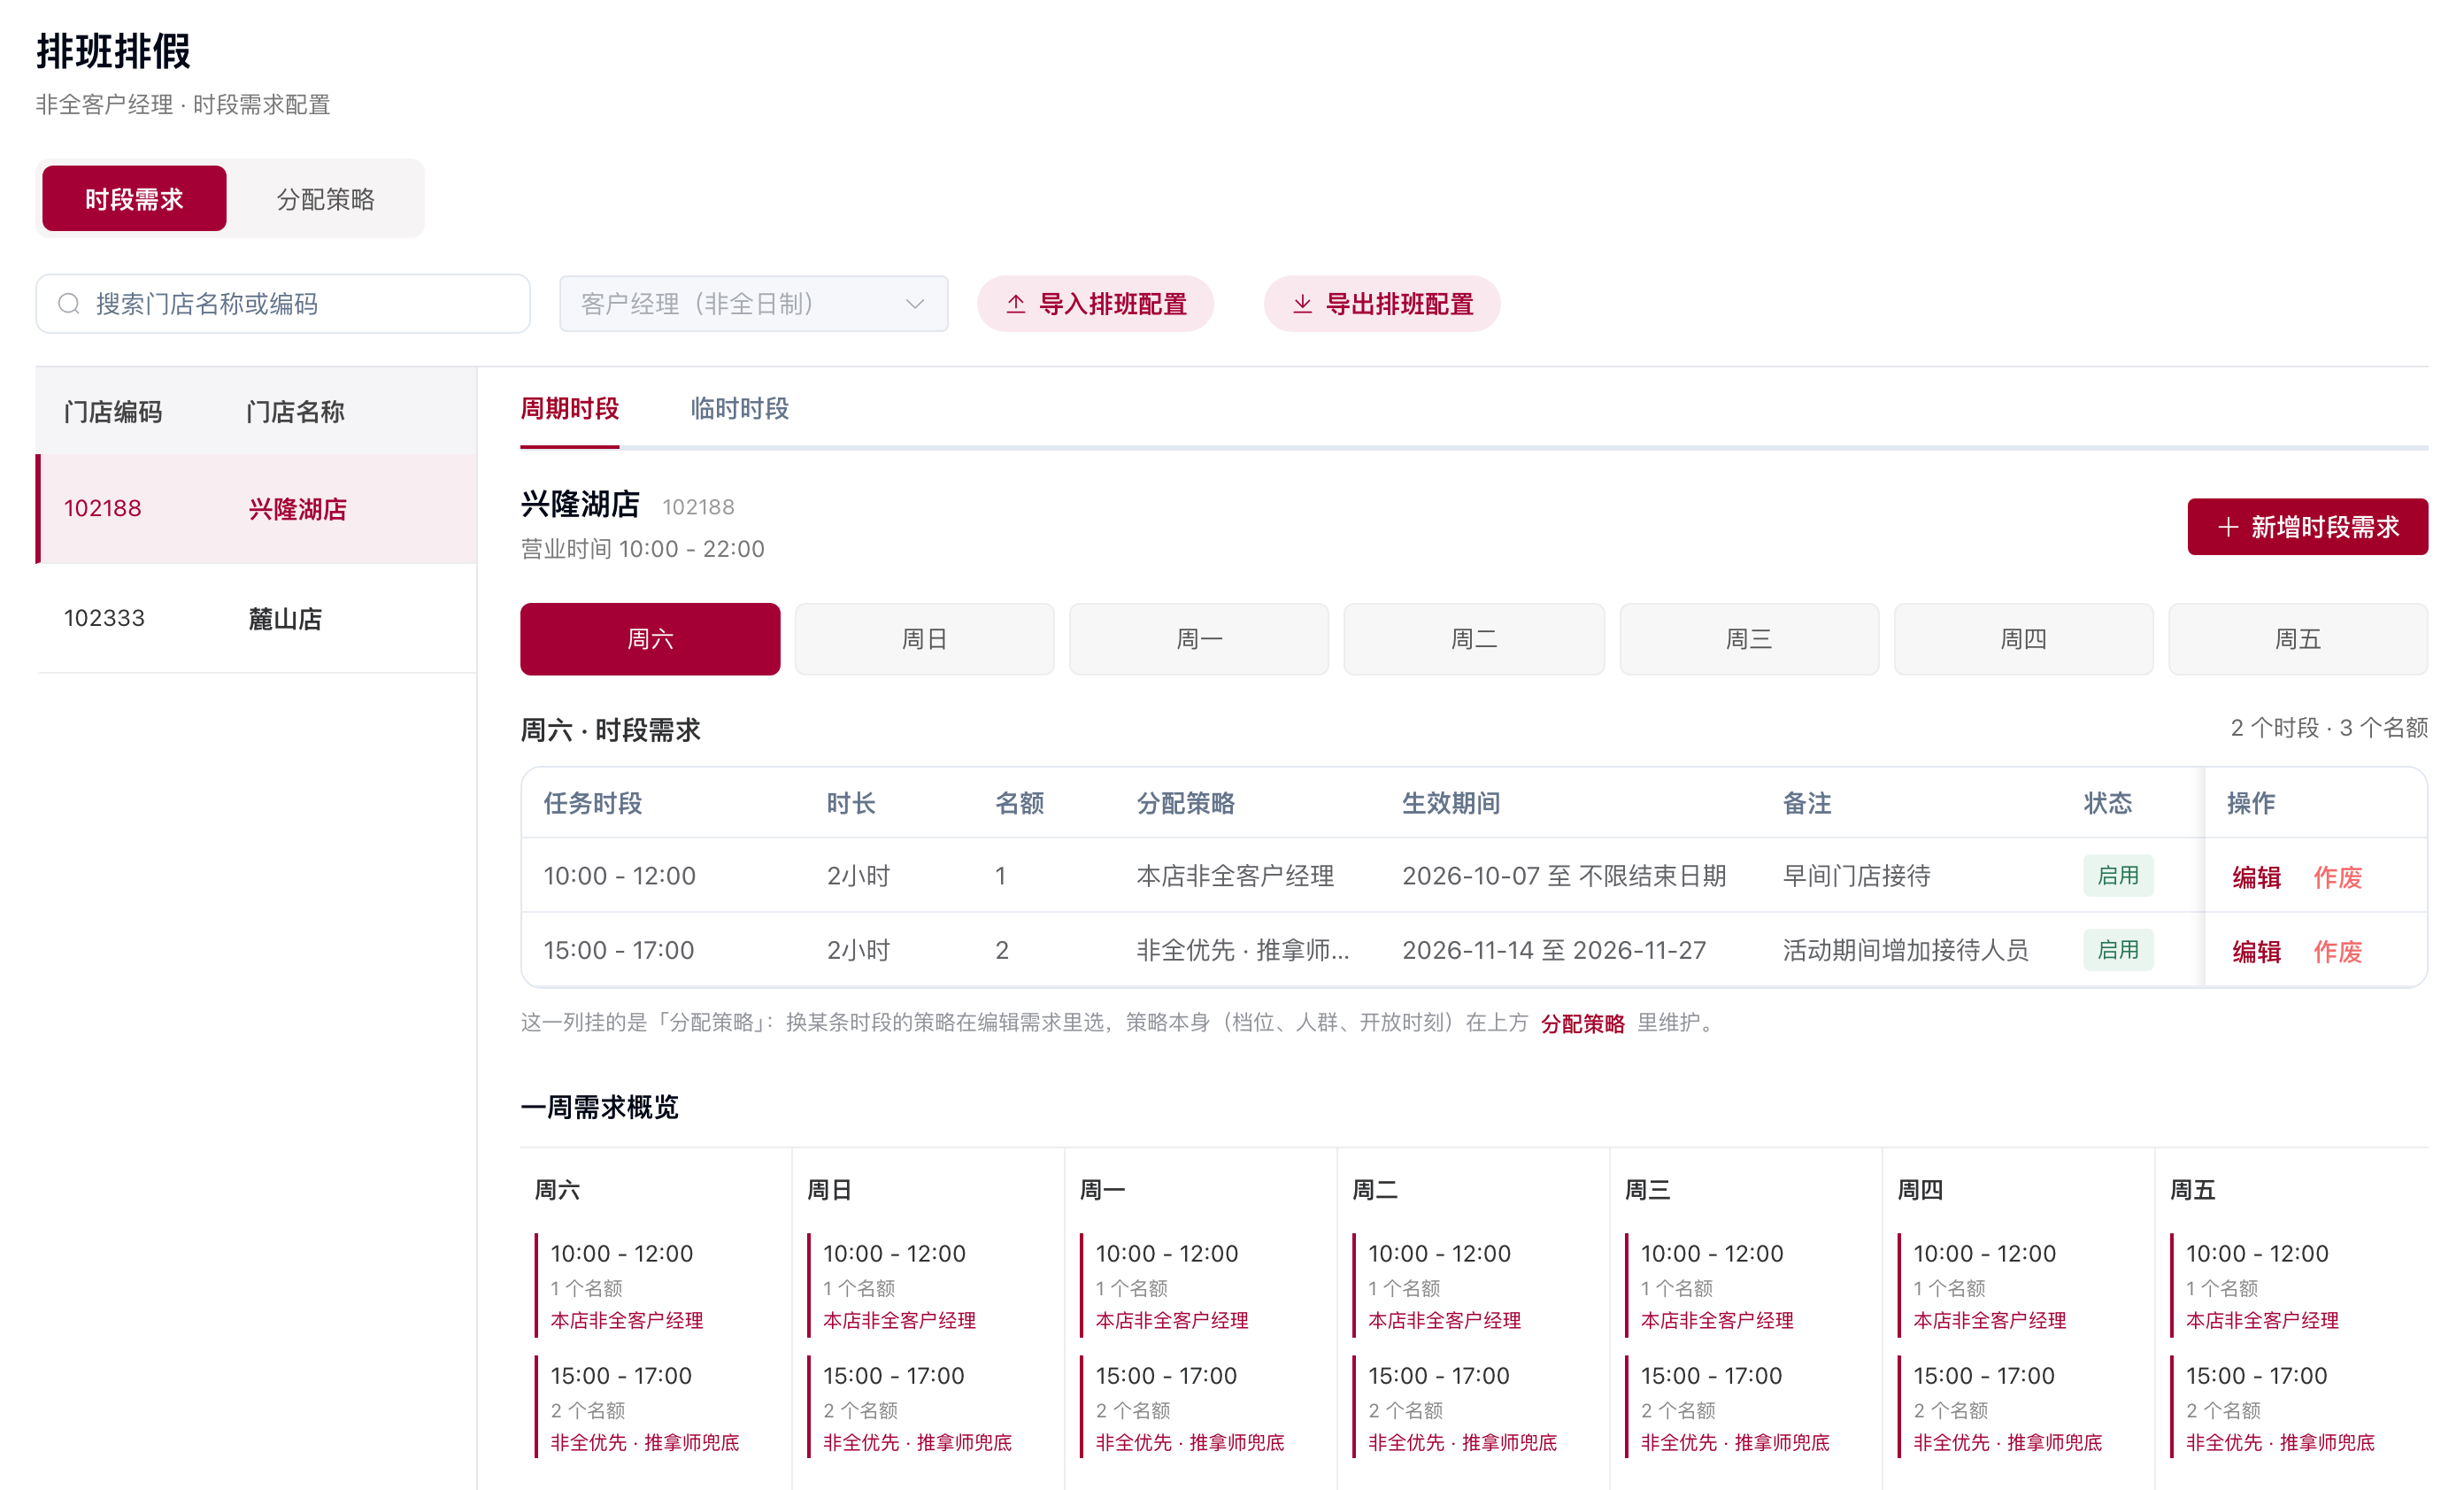 排班排假
非全客户经理 · 时段需求配置
时段需求 分配策略
搜索门店名称或编码 客户经理（非全日制） 导入排班配置 导出排班配置
门店编码 门店名称
102188 兴隆湖店
102333 麓山店
周期时段 临时时段
兴隆湖店 102188
营业时间 10:00 - 22:00
新增时段需求
周六 周日 周一 周二 周三 周四 周五
周六 · 时段需求 2 个时段 · 3 个名额
任务时段 时长 名额 分配策略 生效期间 备注 状态 操作
10:00 - 12:00 2小时 1 本店非全客户经理 2026-10-07 至 不限结束日期 早间门店接待 启用 编辑 作废
15:00 - 17:00 2小时 2 非全优先 · 推拿师... 2026-11-14 至 2026-11-27 活动期间增加接待人员 启用 编辑 作废
这一列挂的是「分配策略」：换某条时段的策略在编辑需求里选，策略本身（档位、人群、开放时刻）在上方 分配策略 里维护。
一周需求概览
周六 周日 周一 周二 周三 周四 周五
10:00 - 12:00 10:00 - 12:00 10:00 - 12:00 10:00 - 12:00 10:00 - 12:00 10:00 - 12:00 10:00 - 12:00
1 个名额 1 个名额 1 个名额 1 个名额 1 个名额 1 个名额 1 个名额
本店非全客户经理 本店非全客户经理 本店非全客户经理 本店非全客户经理 本店非全客户经理 本店非全客户经理 本店非全客户经理
15:00 - 17:00 15:00 - 17:00 15:00 - 17:00 15:00 - 17:00 15:00 - 17:00 15:00 - 17:00 15:00 - 17:00
2 个名额 2 个名额 2 个名额 2 个名额 2 个名额 2 个名额 2 个名额
非全优先 · 推拿师兜底 非全优先 · 推拿师兜底 非全优先 · 推拿师兜底 非全优先 · 推拿师兜底 非全优先 · 推拿师兜底 非全优先 · 推拿师兜底 非全优先 · 推拿师兜底